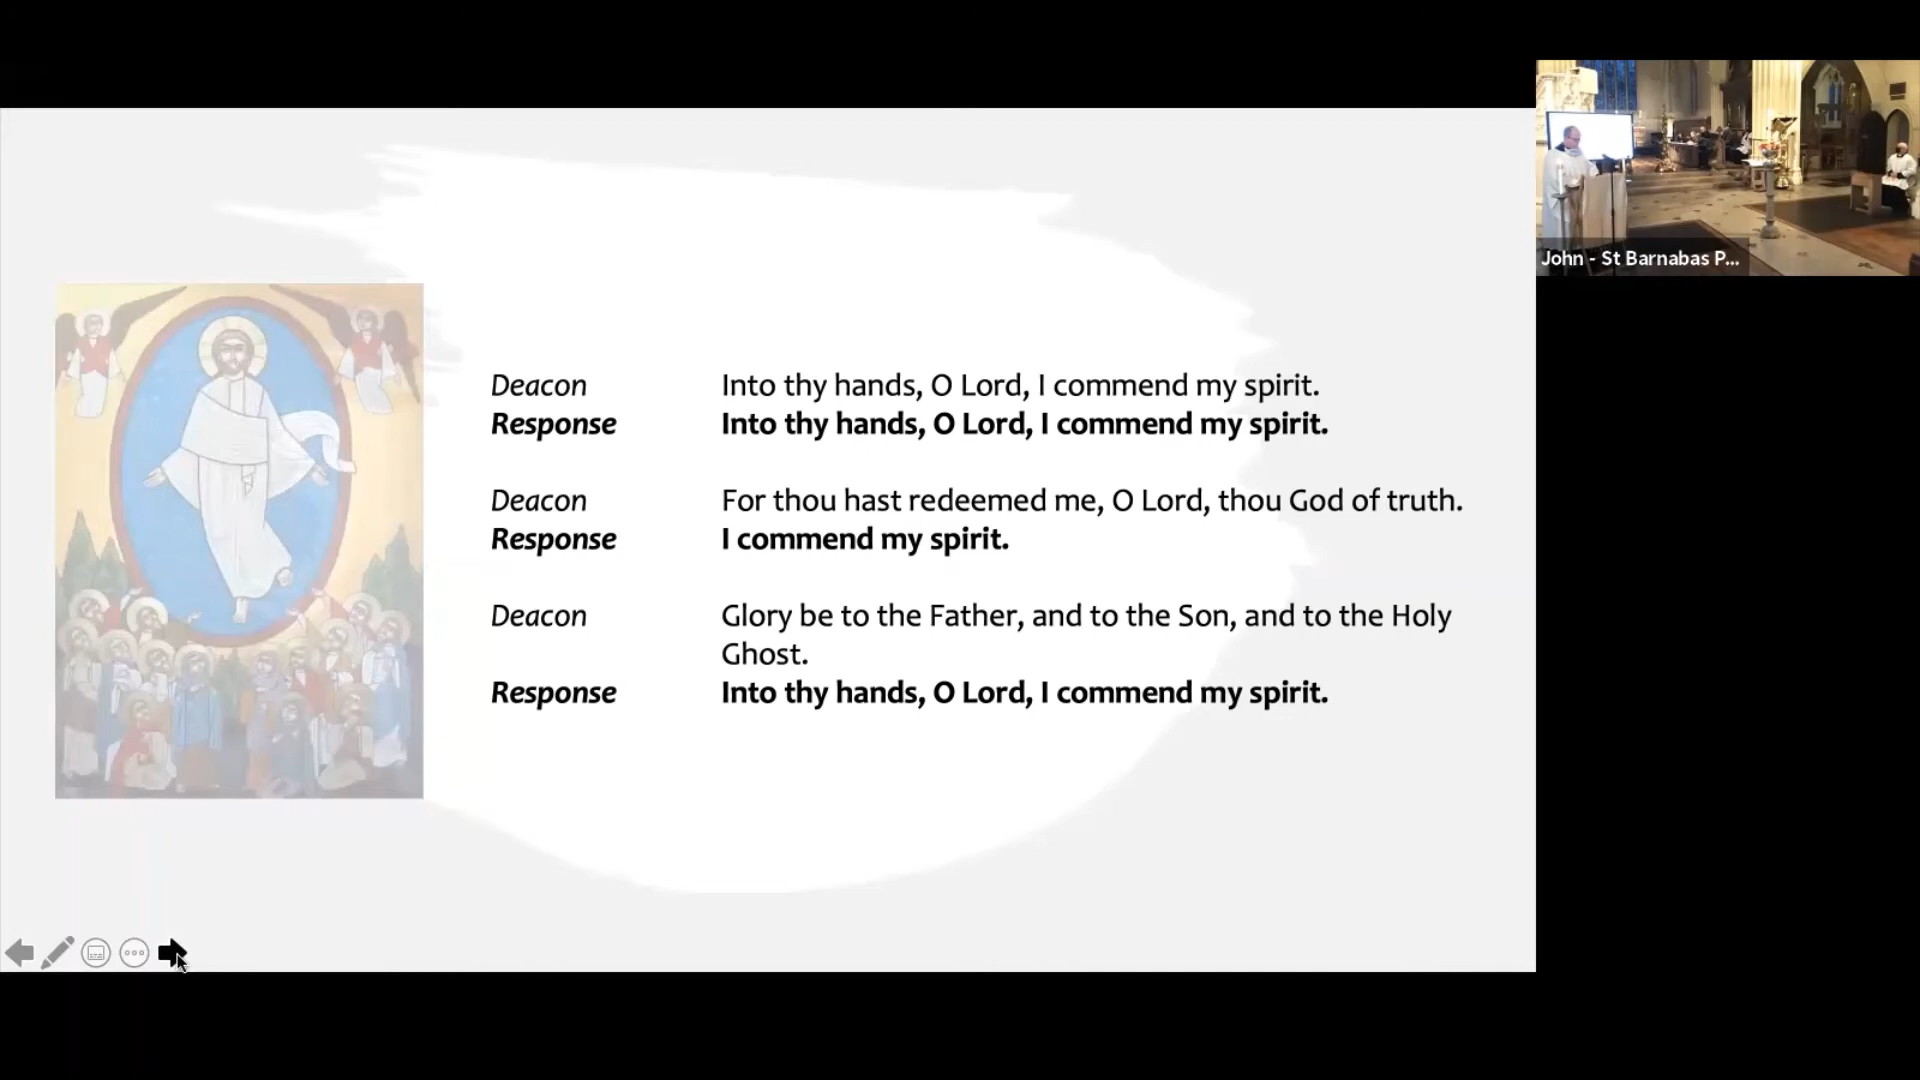 Deacon Into thy hands, O Lord, I commend my spirit.
Response Into thy hands, O Lord, I commend my spirit.
Deacon For thou hast redeemed me, O Lord, thou God of truth.
Response I commend my spirit.
Deacon Glory be to the Father, and to the Son, and to the Holy
Ghost.
Response Into thy hands, O Lord, I commend my spirit.
John - St Barnabas P...